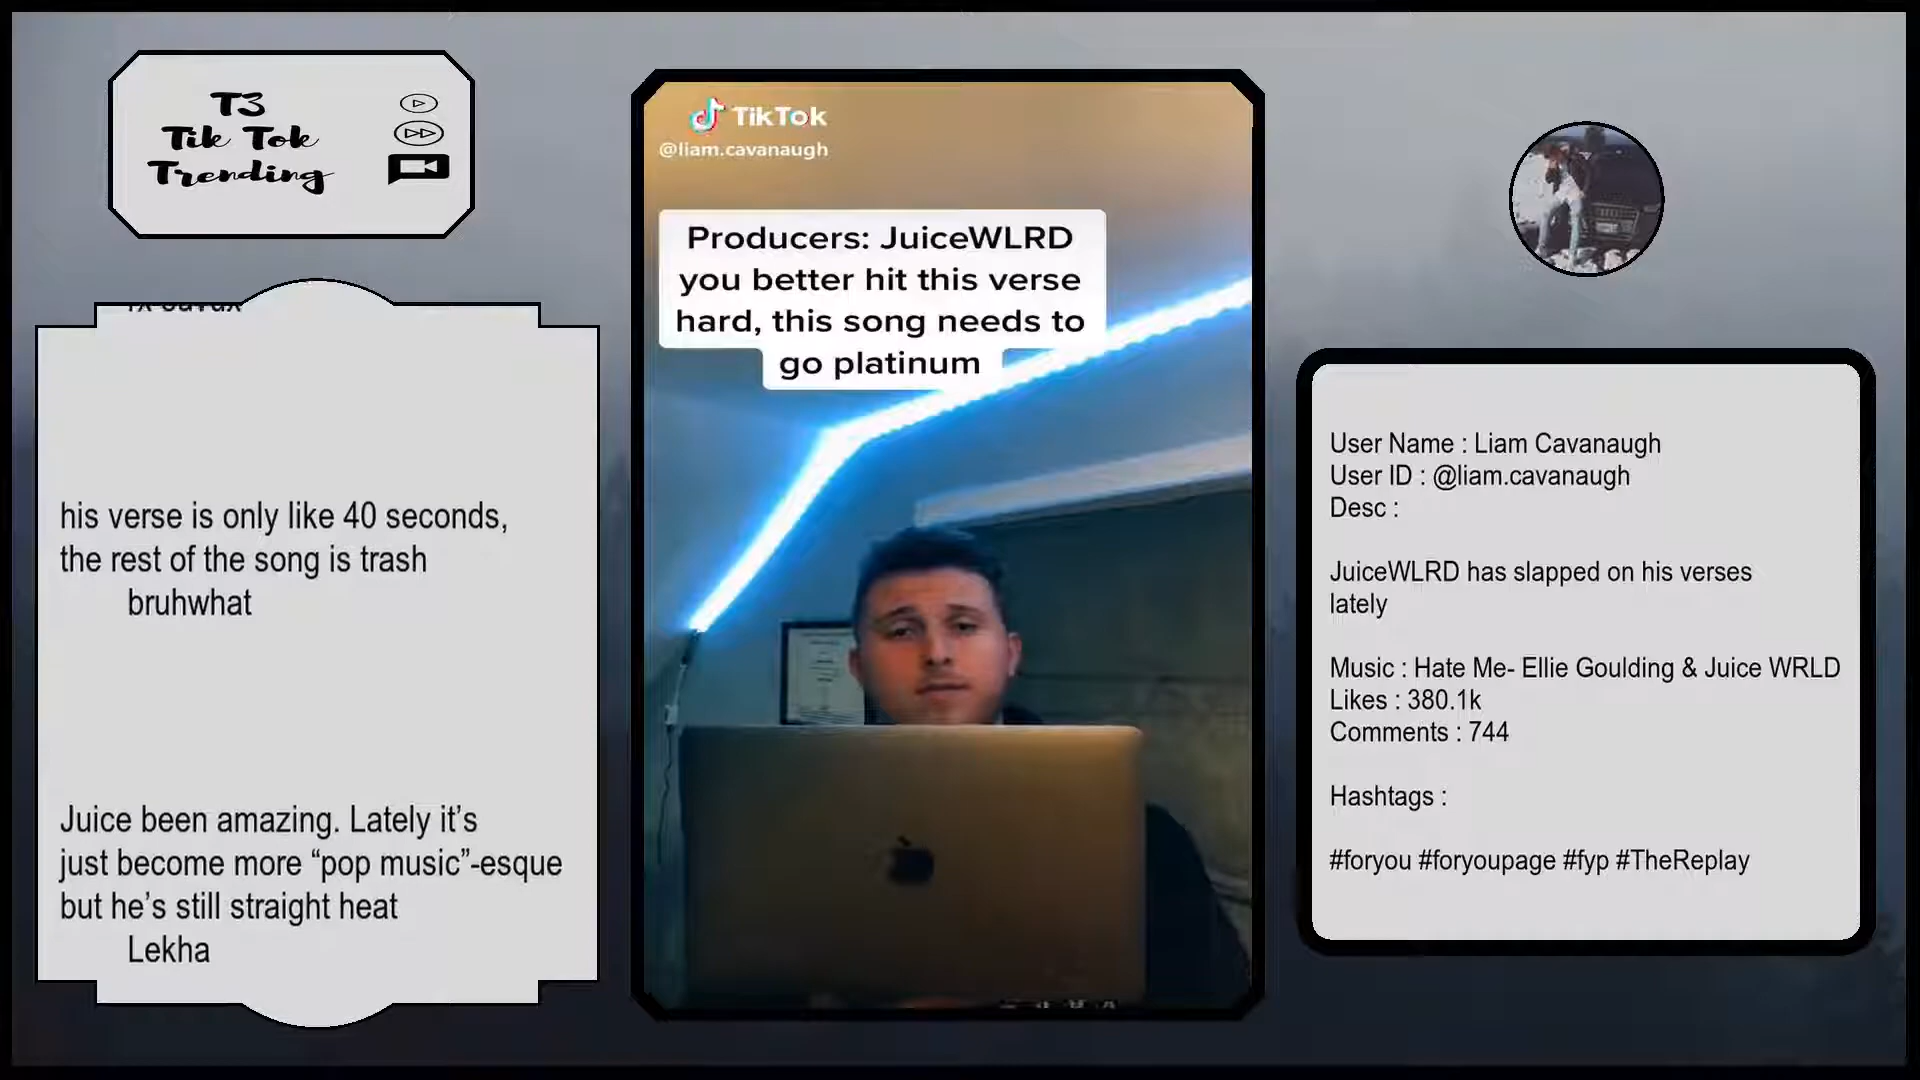 T3
Tik Tok
Trending
his verse is only like 40 seconds,
the rest of the song is trash
bruhwhat
Juice been amazing. Lately it’s
just become more “pop music”-esque
but he’s still straight heat
Lekha
TikTok
@liam.cavanaugh
Producers: JuiceWLRD
you better hit this verse
hard, this song needs to
go platinum
User Name : Liam Cavanaugh
User ID : @liam.cavanaugh
Desc :
JuiceWLRD has slapped on his verses
lately
Music : Hate Me- Ellie Goulding & Juice WRLD
Likes : 380.1k
Comments : 744
Hashtags :
#foryou #foryoupage #fyp #TheReplay